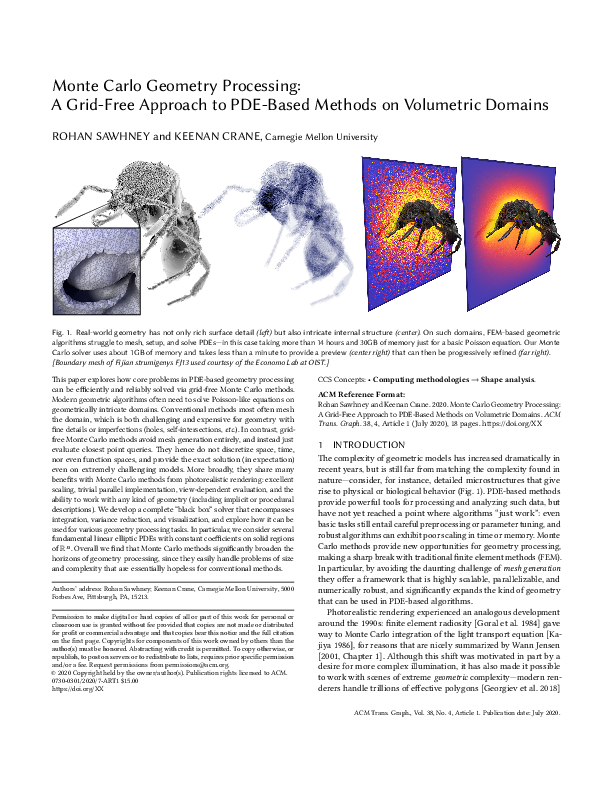 Monte Carlo Geometry Processing:
A Grid-Free Approach to PDE-Based Methods on Volumetric Domains
ROHAN SAWHNEY and KEENAN CRANE, Carnegie Mellon University
Fig. 1. Real-world geometry has not only rich surface detail (left) but also intricate internal structure (center). On such domains, FEM-based geometric
algorithms struggle to mesh, setup, and solve PDEs—in this case taking more than 14 hours and 30GB of memory just for a basic Poisson equation. Our Monte
Carlo solver uses about 1GB of memory and takes less than a minute to provide a preview (center right) that can then be progressively refined (far right).
[Boundary mesh of Fijian strumigenys FJ13 used courtesy of the Economo Lab at OIST.]
This paper explores how core problems in PDE-based geometry processing
can be efficiently and reliably solved via grid-free Monte Carlo methods.
Modern geometric algorithms often need to solve Poisson-like equations on
geometrically intricate domains. Conventional methods most often mesh
the domain, which is both challenging and expensive for geometry with
fine details or imperfections (holes, self-intersections, etc.). In contrast, grid-
free Monte Carlo methods avoid mesh generation entirely, and instead just
evaluate closest point queries. They hence do not discretize space, time,
nor even function spaces, and provide the exact solution (in expectation)
even on extremely challenging models. More broadly, they share many
benefits with Monte Carlo methods from photorealistic rendering: excellent
scaling, trivial parallel implementation, view-dependent evaluation, and the
ability to work with any kind of geometry (including implicit or procedural
descriptions). We develop a complete "black box" solver that encompasses
integration, variance reduction, and visualization, and explore how it can be
used for various geometry processing tasks. In particular, we consider several
fundamental linear elliptic PDEs with constant coefficients on solid regions
of ℝⁿ. Overall we find that Monte Carlo methods significantly broaden the
horizons of geometry processing, since they easily handle problems of size
and complexity that are essentially hopeless for conventional methods.
Authors' address: Rohan Sawhney; Keenan Crane, Carnegie Mellon University, 5000
Forbes Ave, Pittsburgh, PA, 15213.
Permission to make digital or hard copies of all or part of this work for personal or
classroom use is granted without fee provided that copies are not made or distributed
for profit or commercial advantage and that copies bear this notice and the full citation
on the first page. Copyrights for components of this work owned by others than the
author(s) must be honored. Abstracting with credit is permitted. To copy otherwise, or
republish, to post on servers or to redistribute to lists, requires prior specific permission
and/or a fee. Request permissions from permissions@acm.org.
© 2020 Copyright held by the owner/author(s). Publication rights licensed to ACM.
0730-0301/2020/7-ART1 $15.00
https://doi.org/XX
CCS Concepts: • Computing methodologies → Shape analysis.
ACM Reference Format:
Rohan Sawhney and Keenan Crane. 2020. Monte Carlo Geometry Processing:
A Grid-Free Approach to PDE-Based Methods on Volumetric Domains. ACM
Trans. Graph. 38, 4, Article 1 (July 2020), 18 pages. https://doi.org/XX
1 INTRODUCTION
The complexity of geometric models has increased dramatically in
recent years, but is still far from matching the complexity found in
nature—consider, for instance, detailed microstructures that give
rise to physical or biological behavior (Fig. 1). PDE-based methods
provide powerful tools for processing and analyzing such data, but
have not yet reached a point where algorithms "just work": even
basic tasks still entail careful preprocessing or parameter tuning, and
robust algorithms can exhibit poor scaling in time or memory. Monte
Carlo methods provide new opportunities for geometry processing,
making a sharp break with traditional finite element methods (FEM).
In particular, by avoiding the daunting challenge of mesh generation
they offer a framework that is highly scalable, parallelizable, and
numerically robust, and significantly expands the kind of geometry
that can be used in PDE-based algorithms.
Photorealistic rendering experienced an analogous development
around the 1990s: finite element radiosity [Goral et al. 1984] gave
way to Monte Carlo integration of the light transport equation [Ka-
jiya 1986], for reasons that are nicely summarized by Wann Jensen
[2001, Chapter 1]. Although this shift was motivated in part by a
desire for more complex illumination, it has also made it possible
to work with scenes of extreme geometric complexity—modern ren-
derers handle trillions of effective polygons [Georgiev et al. 2018]
ACM Trans. Graph., Vol. 38, No. 4, Article 1. Publication date: July 2020.